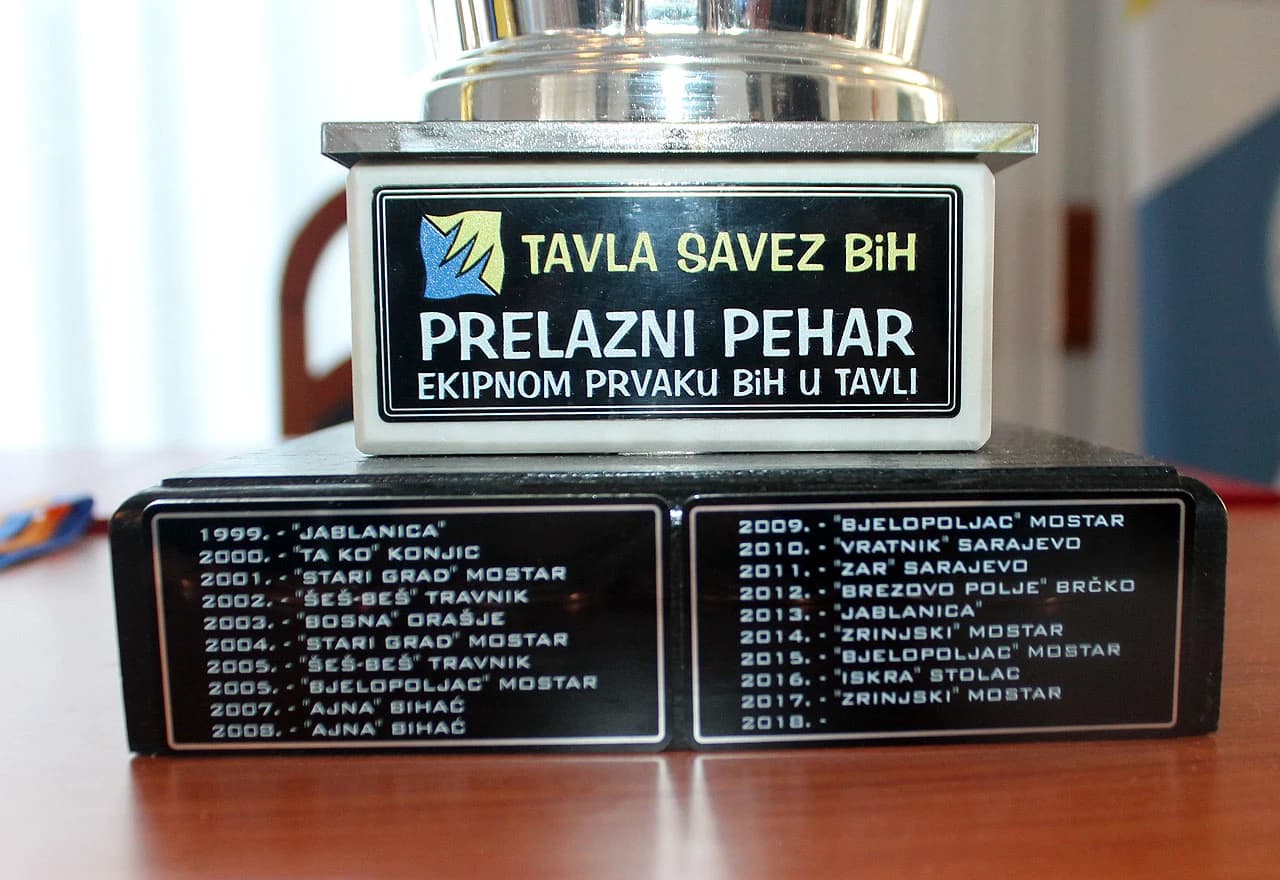 TAVLA SAVEZ BiH
PRELAZNI PEHAR
EKIPNOM PRVAKU BiH U TAVLI
1999. - "JABLANICA"
2000. - "TA KO" KONJIC
2001. - "STARI GRAD" MOSTAR
2002. - "ŠEŠ-BEŠ" TRAVNIK
2003. - "BOSNA" ORAŠJE
2004. - "STARI GRAD" MOSTAR
2005. - "ŠEŠ-BEŠ" TRAVNIK
2005. - "BJELOPOLJAC" MOSTAR
2007. - "AJNA" BIHAĆ
2008. - "AJNA" BIHAĆ
2009. - "BJELOPOLJAC" MOSTAR
2010. - "VRATNIK" SARAJEVO
2011. - "ZAR" SARAJEVO
2012. - "BREZOVO POLJE" BRČKO
2013. - "JABLANICA"
2014. - "ZRINJSKI" MOSTAR
2015. - "BJELOPOLJAC" MOSTAR
2016. - "ISKRA" STOLAC
2017. - "ZRINJSKI" MOSTAR
2018. -